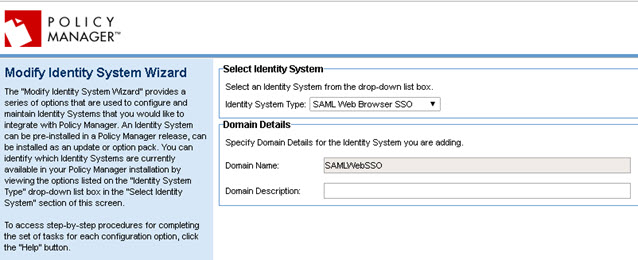 POLICY
MANAGER™
Modify Identity System Wizard
The "Modify Identity System Wizard" provides a
series of options that are used to configure and
maintain Identity Systems that you would like to
integrate with Policy Manager. An Identity System
can be pre-installed in a Policy Manager release, can
be installed as an update or option pack. You can
identify which Identity Systems are currently
available in your Policy Manager installation by
viewing the options listed on the "Identity System
Type" drop-down list box in the "Select Identity
System" section of this screen.
To access step-by-step procedures for completing
the set of tasks for each configuration option, click
the "Help" button.
Select Identity System
Select an Identity System from the drop-down list box.
Identity System Type: SAML Web Browser SSO
Domain Details
Specify Domain Details for the Identity System you are adding.
Domain Name: SAMLWebSSO
Domain Description: